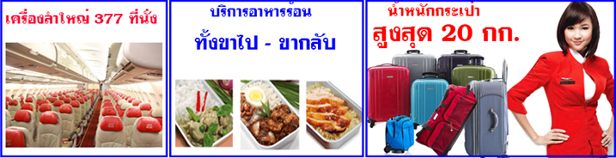 เครื่องลำใหญ่ 377 ที่นั่ง
บริการอาหารร้อน
ทั้งขาไป - ขากลับ
น้ำหนักกระเป๋า
สูงสุด 20 กก.